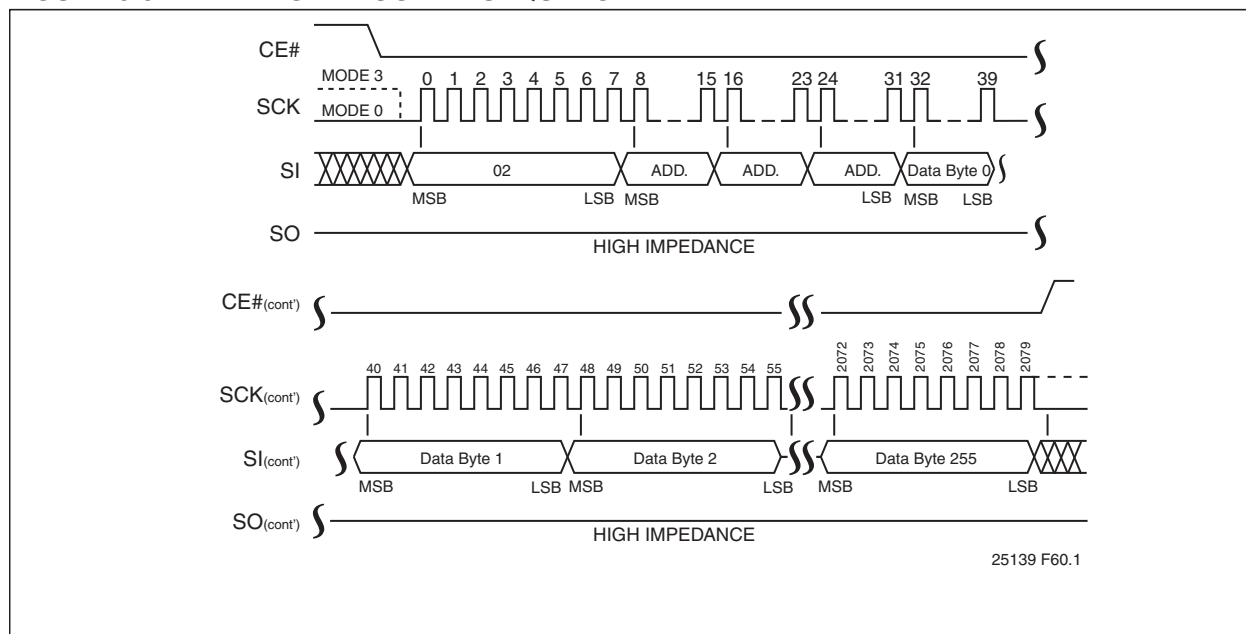 CE#
MODE 3
0 1 2 3 4 5 6 7 8 15 16 23 24 31 32 39
SCK
MODE 0
SI
02 ADD. ADD. ADD. Data Byte 0
MSB LSB MSB LSB MSB LSB
SO
HIGH IMPEDANCE
CE#(cont')
40 41 42 43 44 45 46 47 48 49 50 51 52 53 54 55 2072 2073 2074 2075 2076 2077 2078 2079
SCK(cont')
SI(cont') Data Byte 1 Data Byte 2 Data Byte 255
MSB LSB MSB LSB MSB LSB
SO(cont')
HIGH IMPEDANCE
25139 F60.1